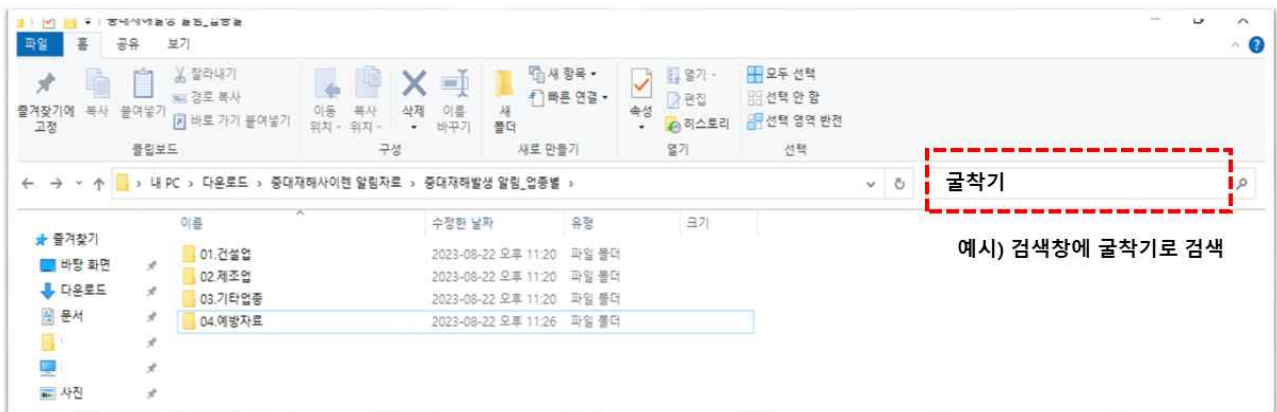 중대재해발생 알림_업종별
파일 홈 공유 보기
즐겨찾기에 고정
복사
붙여넣기
잘라내기
경로 복사
바로 가기 붙여넣기
클립보드
이동 위치
복사 위치
삭제
이름 바꾸기
구성
새 폴더
새 항목
빠른 연결
새로 만들기
속성
열기
편집
히스토리
열기
모두 선택
선택 안 함
선택 영역 반전
선택
내 PC > 다운로드 > 중대재해사이렌 알림자료 > 중대재해발생 알림_업종별 >
굴착기
예시) 검색창에 굴착기로 검색
이름 수정한 날짜 유형 크기
즐겨찾기
바탕 화면
다운로드
문서
사진
01.건설업 2023-08-22 오후 11:20 파일 폴더
02.제조업 2023-08-22 오후 11:20 파일 폴더
03.기타업종 2023-08-22 오후 11:20 파일 폴더
04.예방자료 2023-08-22 오후 11:26 파일 폴더